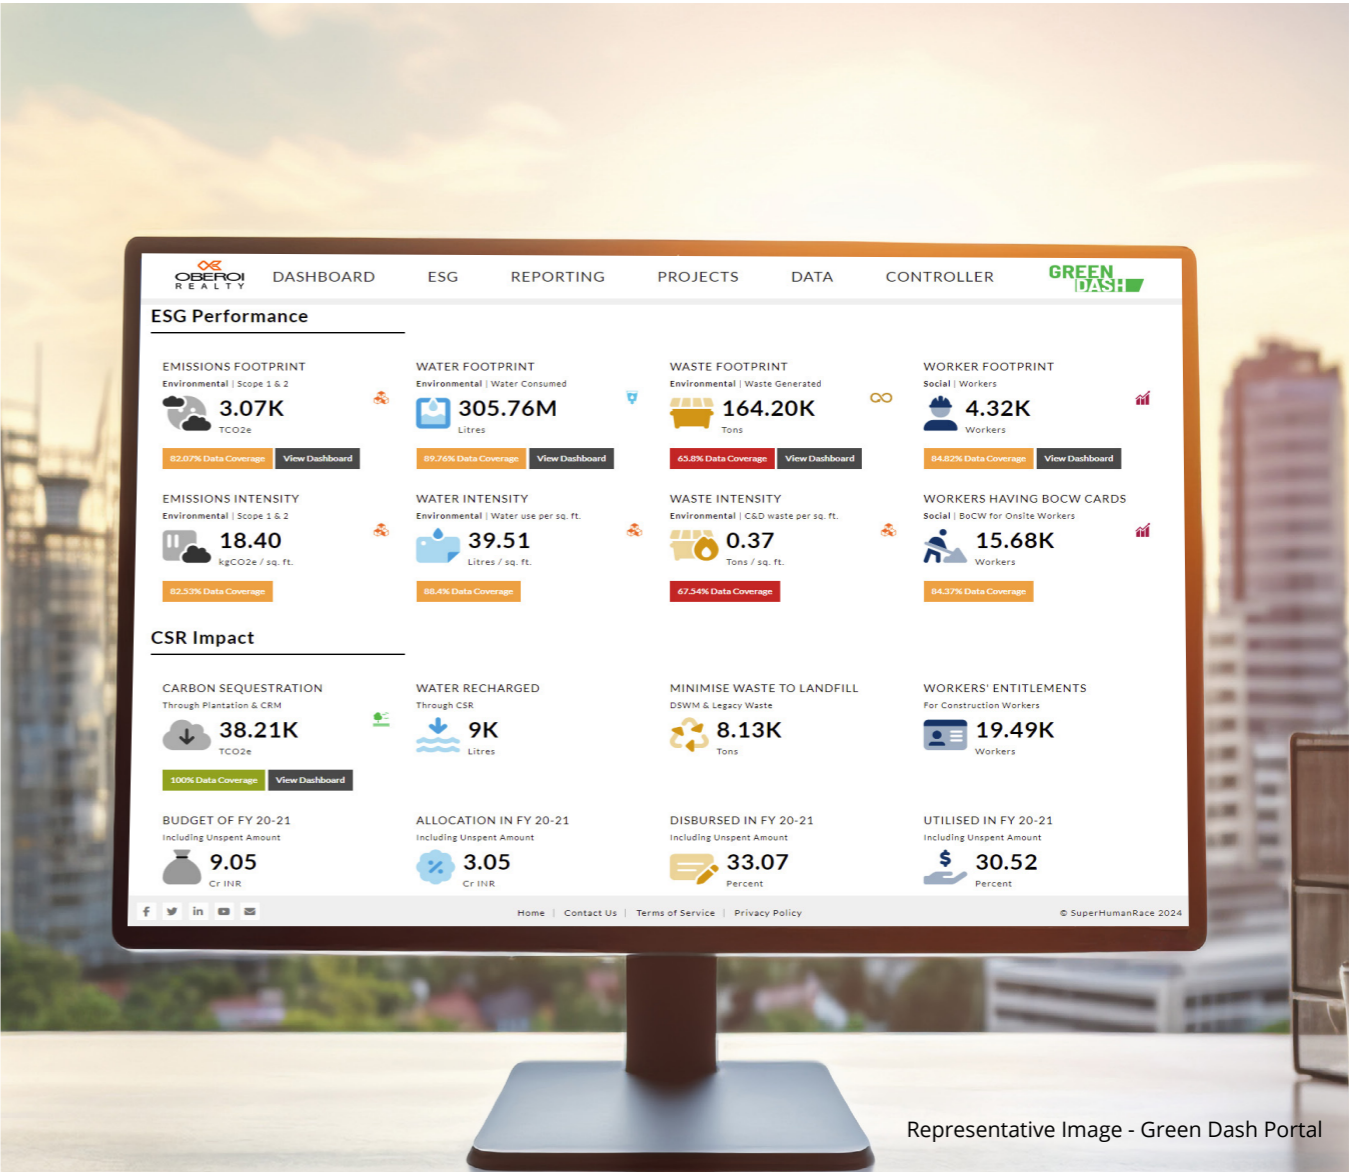 OBEROI
REALTY
DASHBOARD
ESG
REPORTING
PROJECTS
DATA
CONTROLLER
GREEN
DASH
ESG Performance
EMISSIONS FOOTPRINT
Environmental | Scope 1 & 2
3.07K
TCO2e
82.07% Data Coverage
View Dashboard
WATER FOOTPRINT
Environmental | Water Consumed
305.76M
Litres
89.76% Data Coverage
View Dashboard
WASTE FOOTPRINT
Environmental | Waste Generated
164.20K
Tons
65.8% Data Coverage
View Dashboard
WORKER FOOTPRINT
Social | Workers
4.32K
Workers
84.82% Data Coverage
View Dashboard
EMISSIONS INTENSITY
Environmental | Scope 1 & 2
18.40
kgCO2e / sq. ft.
82.53% Data Coverage
WATER INTENSITY
Environmental | Water use per sq. ft.
39.51
Litres / sq. ft.
88.4% Data Coverage
WASTE INTENSITY
Environmental | C&D waste per sq. ft.
0.37
Tons / sq. ft.
67.54% Data Coverage
WORKERS HAVING BOCW CARDS
Social | BoCW for Onsite Workers
15.68K
Workers
84.37% Data Coverage
CSR Impact
CARBON SEQUESTRATION
Through Plantation & CRM
38.21K
TCO2e
100% Data Coverage
View Dashboard
WATER RECHARGED
Through CSR
9K
Litres
MINIMISE WASTE TO LANDFILL
DSWM & Legacy Waste
8.13K
Tons
WORKERS' ENTITLEMENTS
For Construction Workers
19.49K
Workers
BUDGET OF FY 20-21
Including Unspent Amount
9.05
Cr INR
ALLOCATION IN FY 20-21
Including Unspent Amount
3.05
Cr INR
DISBURSED IN FY 20-21
Including Unspent Amount
33.07
Percent
UTILISED IN FY 20-21
Including Unspent Amount
30.52
Percent
Home | Contact Us | Terms of Service | Privacy Policy
© SuperHumanRace 2024
Representative Image - Green Dash Portal